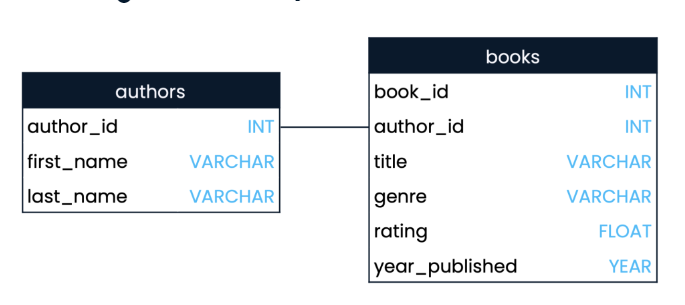 authors
author_id INT
first_name VARCHAR
last_name VARCHAR
books
book_id INT
author_id INT
title VARCHAR
genre VARCHAR
rating FLOAT
year_published YEAR